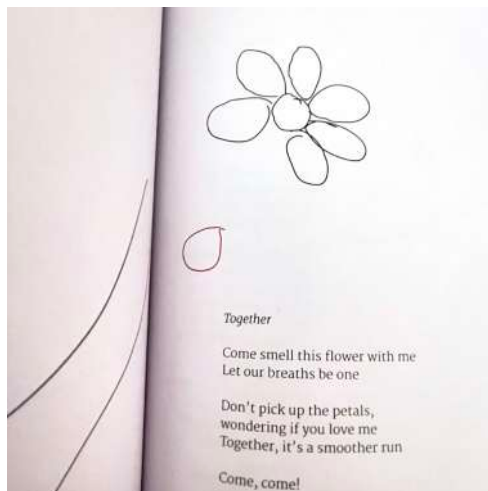 Together
Come smell this flower with me
Let our breaths be one
Don't pick up the petals,
wondering if you love me
Together, it's a smoother run
Come, come!